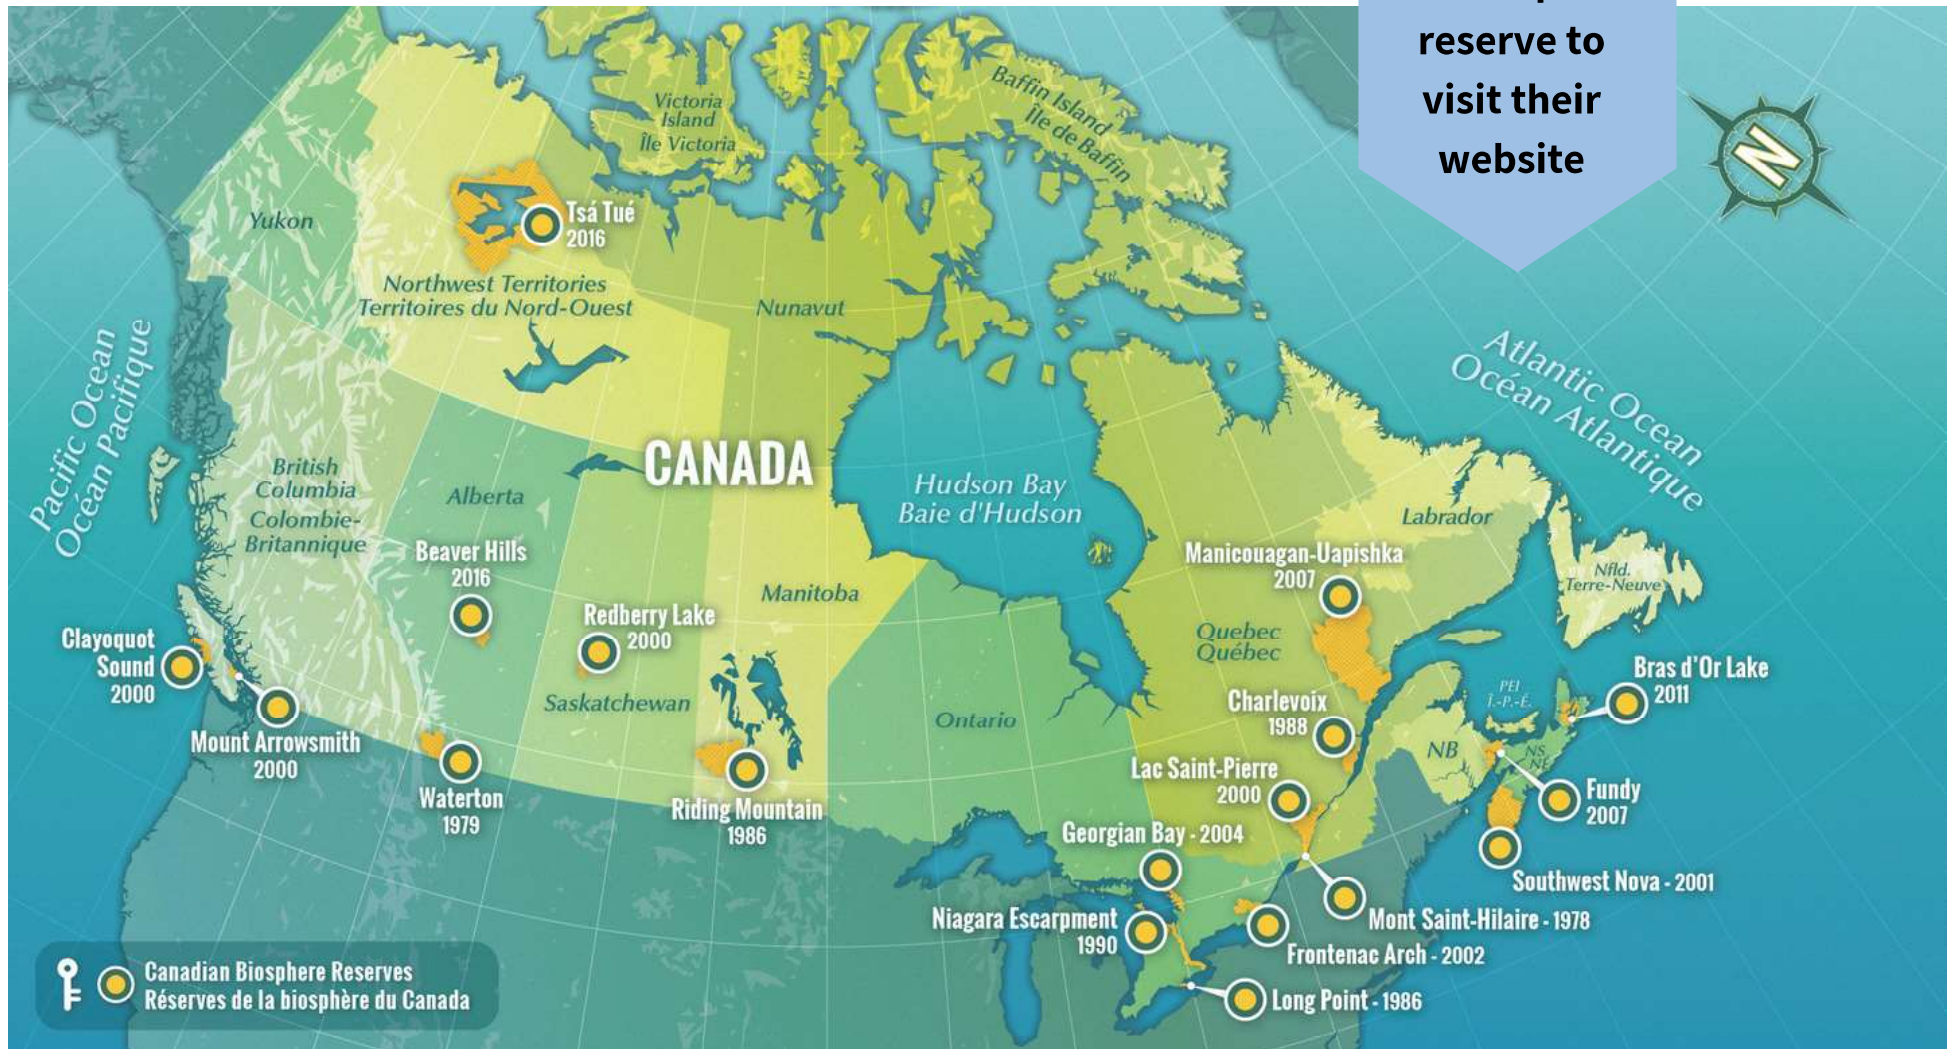 reserve to
visit their
website
N
Victoria
Island
Île Victoria
Baffin Island
Île de Baffin
Yukon
Tsá Tué
2016
Northwest Territories
Territoires du Nord-Ouest
Nunavut
Pacific Ocean
Océan Pacifique
Atlantic Ocean
Océan Atlantique
CANADA
British
Columbia
Colombie-
Britannique
Alberta
Hudson Bay
Baie d'Hudson
Labrador
Beaver Hills
2016
Manicouagan-Uapishka
2007
Nfld.
Terre-Neuve
Manitoba
Redberry Lake
2000
Quebec
Québec
Clayoquot
Sound
2000
Bras d'Or Lake
2011
PEI
Î.-P.-É.
Saskatchewan
Charlevoix
1988
Ontario
Mount Arrowsmith
2000
NB
NS
NÉ
Lac Saint-Pierre
2000
Waterton
1979
Riding Mountain
1986
Fundy
2007
Georgian Bay - 2004
Southwest Nova - 2001
Niagara Escarpment
1990
Mont Saint-Hilaire - 1978
Frontenac Arch - 2002
Long Point - 1986
Canadian Biosphere Reserves
Réserves de la biosphère du Canada